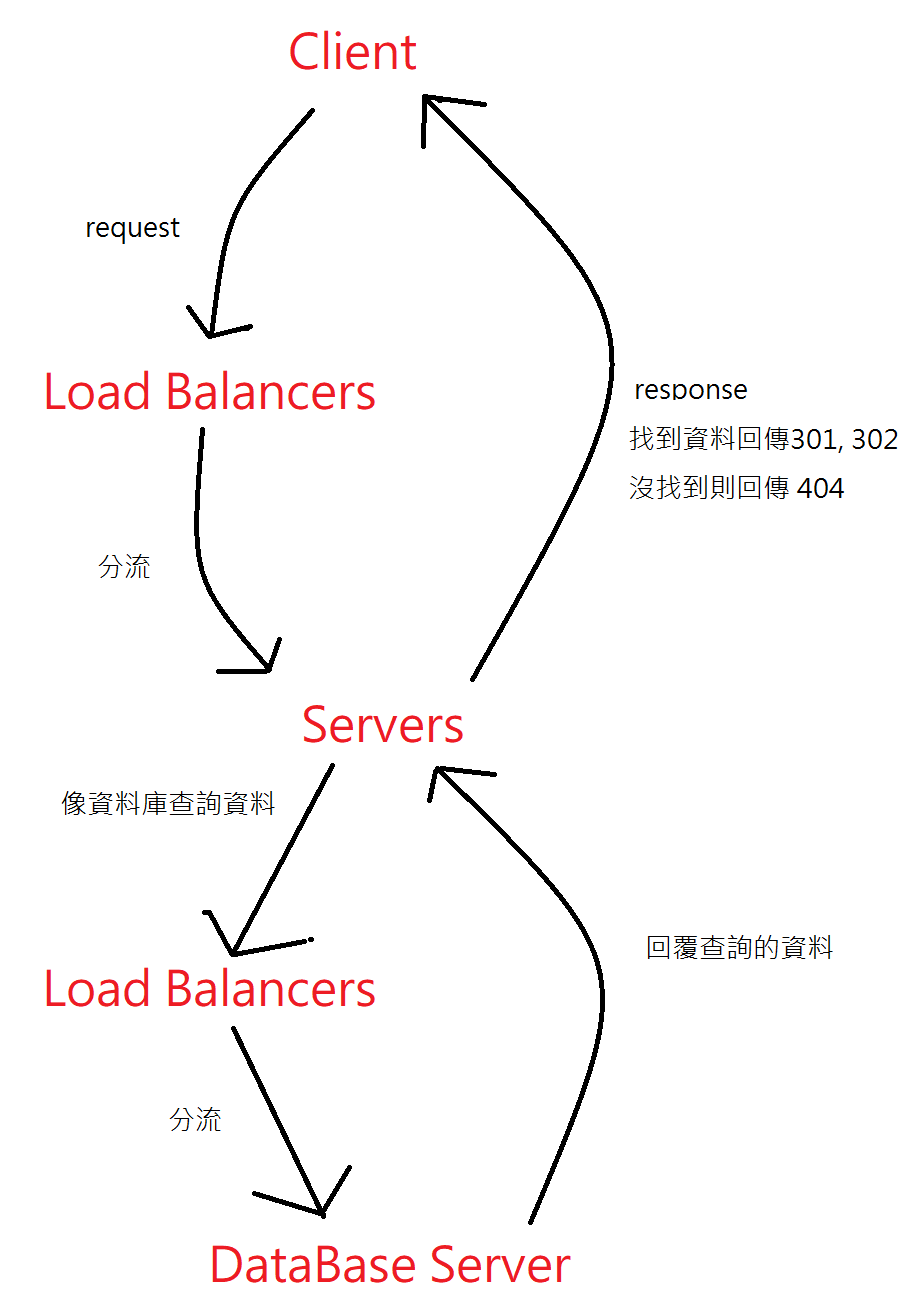 Client
request
Load Balancers
response
找到資料回傳301, 302
沒找到則回傳 404
分流
Servers
像資料庫查詢資料
回覆查詢的資料
Load Balancers
分流
DataBase Server